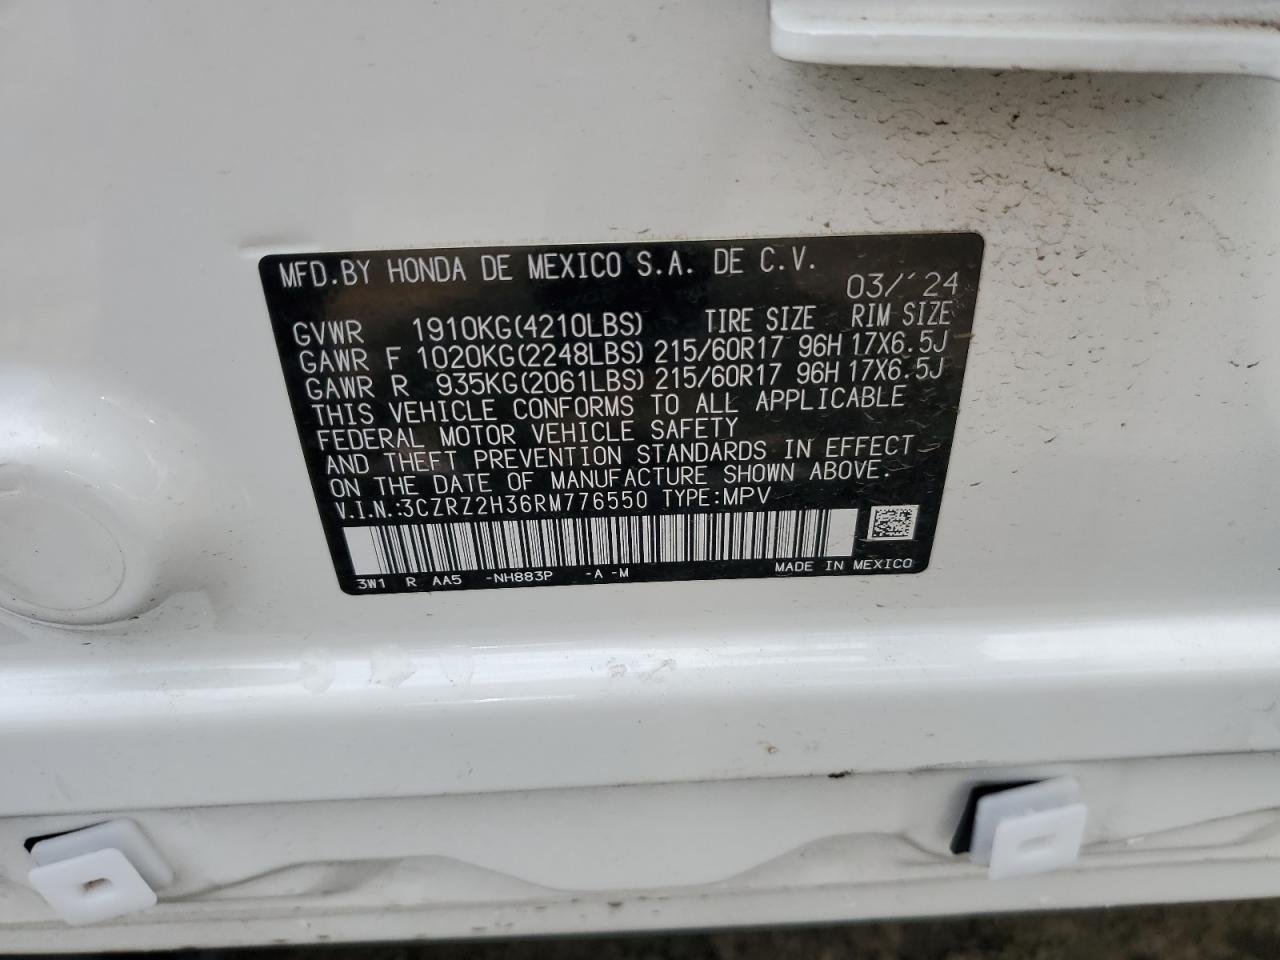 MFD.BY HONDA DE MEXICO S.A. DE C.V.
03/'24
GVWR 1910KG(4210LBS) TIRE SIZE RIM SIZE
GAWR F 1020KG(2248LBS) 215/60R17 96H 17X6.5J
GAWR R 935KG(2061LBS) 215/60R17 96H 17X6.5J
THIS VEHICLE CONFORMS TO ALL APPLICABLE
FEDERAL MOTOR VEHICLE SAFETY
AND THEFT PREVENTION STANDARDS IN EFFECT
ON THE DATE OF MANUFACTURE SHOWN ABOVE.
V.I.N.:3CZRZ2H36RM776550 TYPE:MPV
3W1 R AA5 -NH883P -A -M MADE IN MEXICO